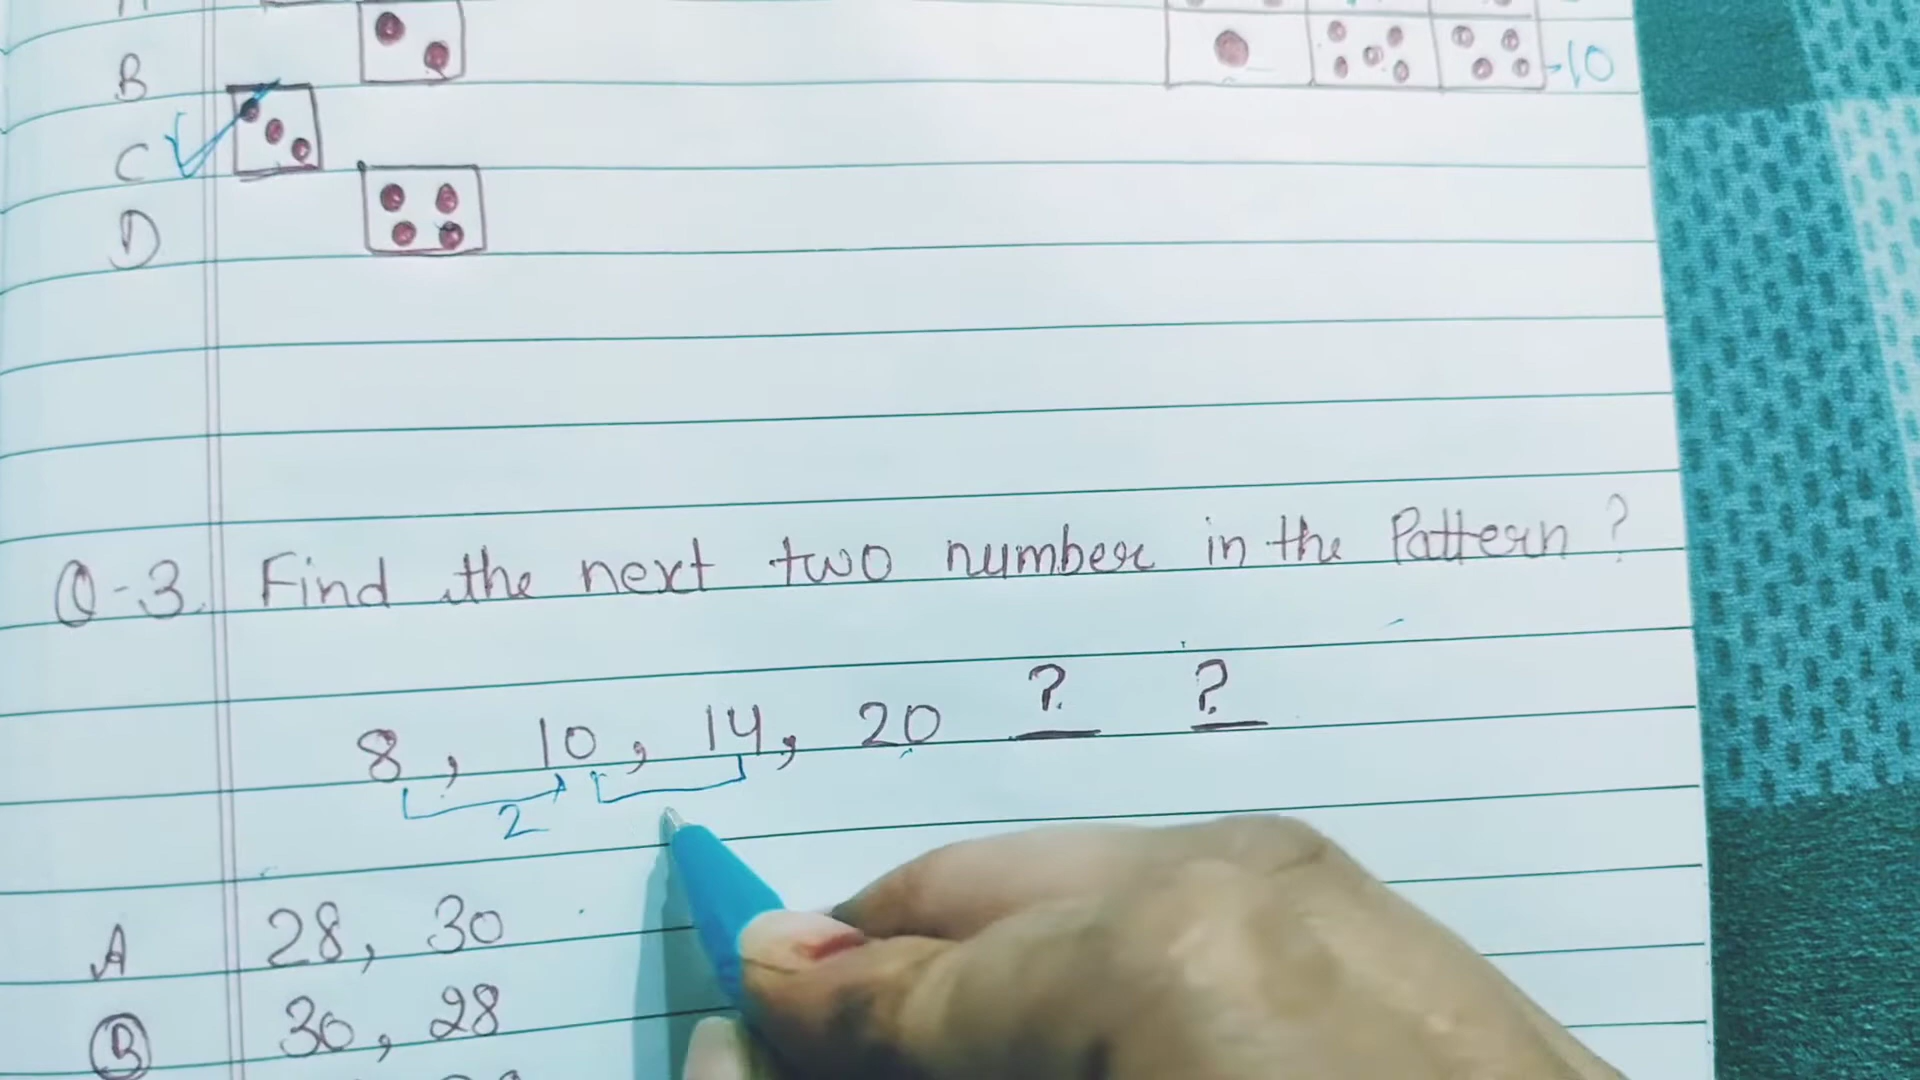 B
10
C
D
Q-3. Find the next two number in the Pattern ?
8, 10, 14, 20 ? ?
2
A 28, 30
B 30, 28